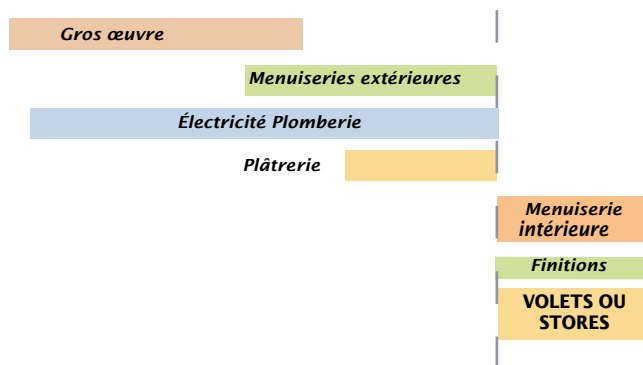 Gros œuvre
Menuiseries extérieures
Électricité Plomberie
Plâtrerie
Menuiserie
intérieure
Finitions
VOLETS OU
STORES